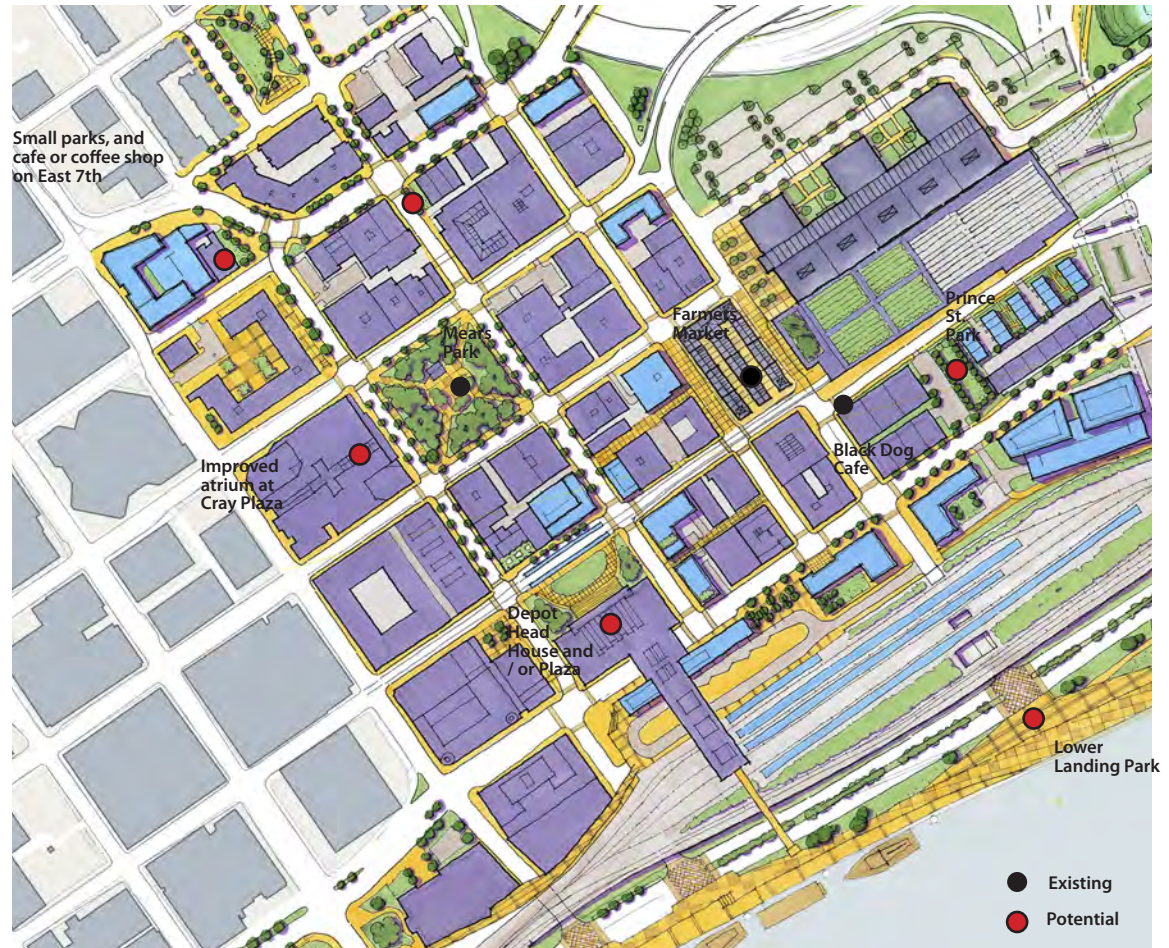 Small parks, and
cafe or coffee shop
on East 7th
Mears
Park
Farmers
Market
Prince
St.
Park
Black Dog
Cafe
Improved
atrium at
Cray Plaza
Depot
Head
House and
/ or Plaza
Lower
Landing Park
Existing
Potential